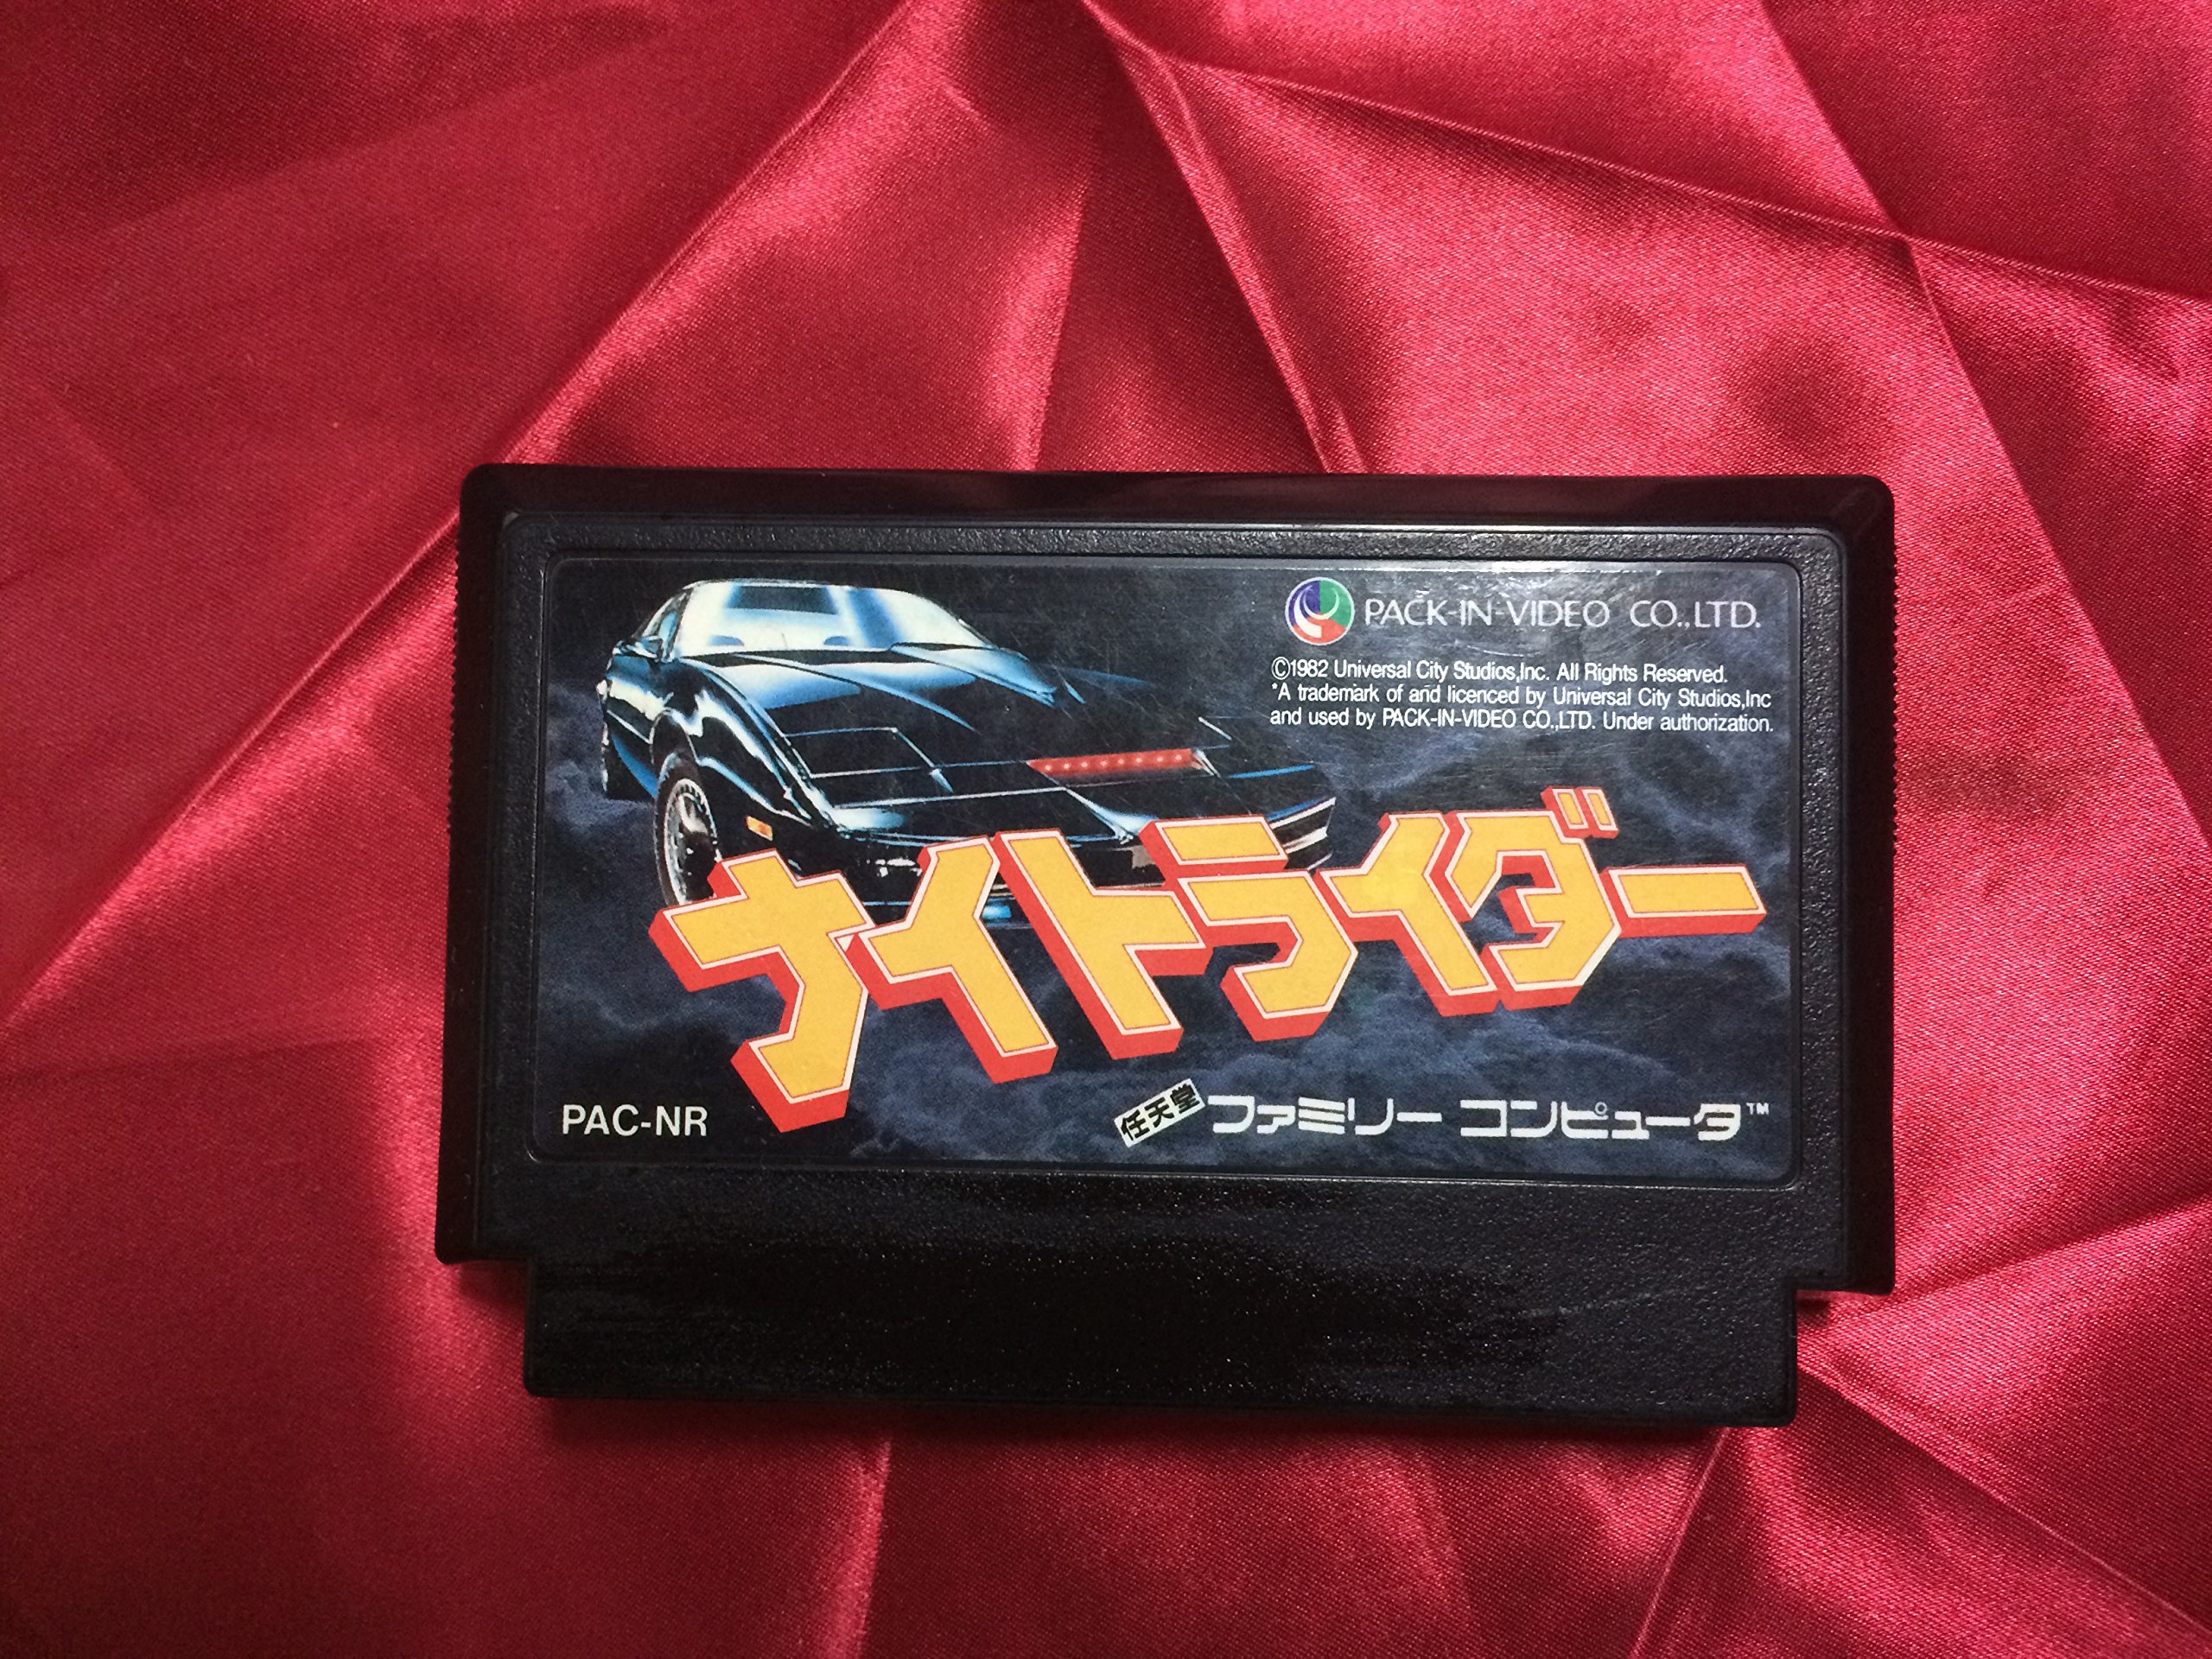 PACK-IN-VIDEO CO.,LTD.
©1982 Universal City Studios,Inc. All Rights Reserved.
*A trademark of and licenced by Universal City Studios,Inc
and used by PACK-IN-VIDEO CO.,LTD. Under authorization.
ナイトライダー
PAC-NR
任天堂 ファミリー コンピュータ™